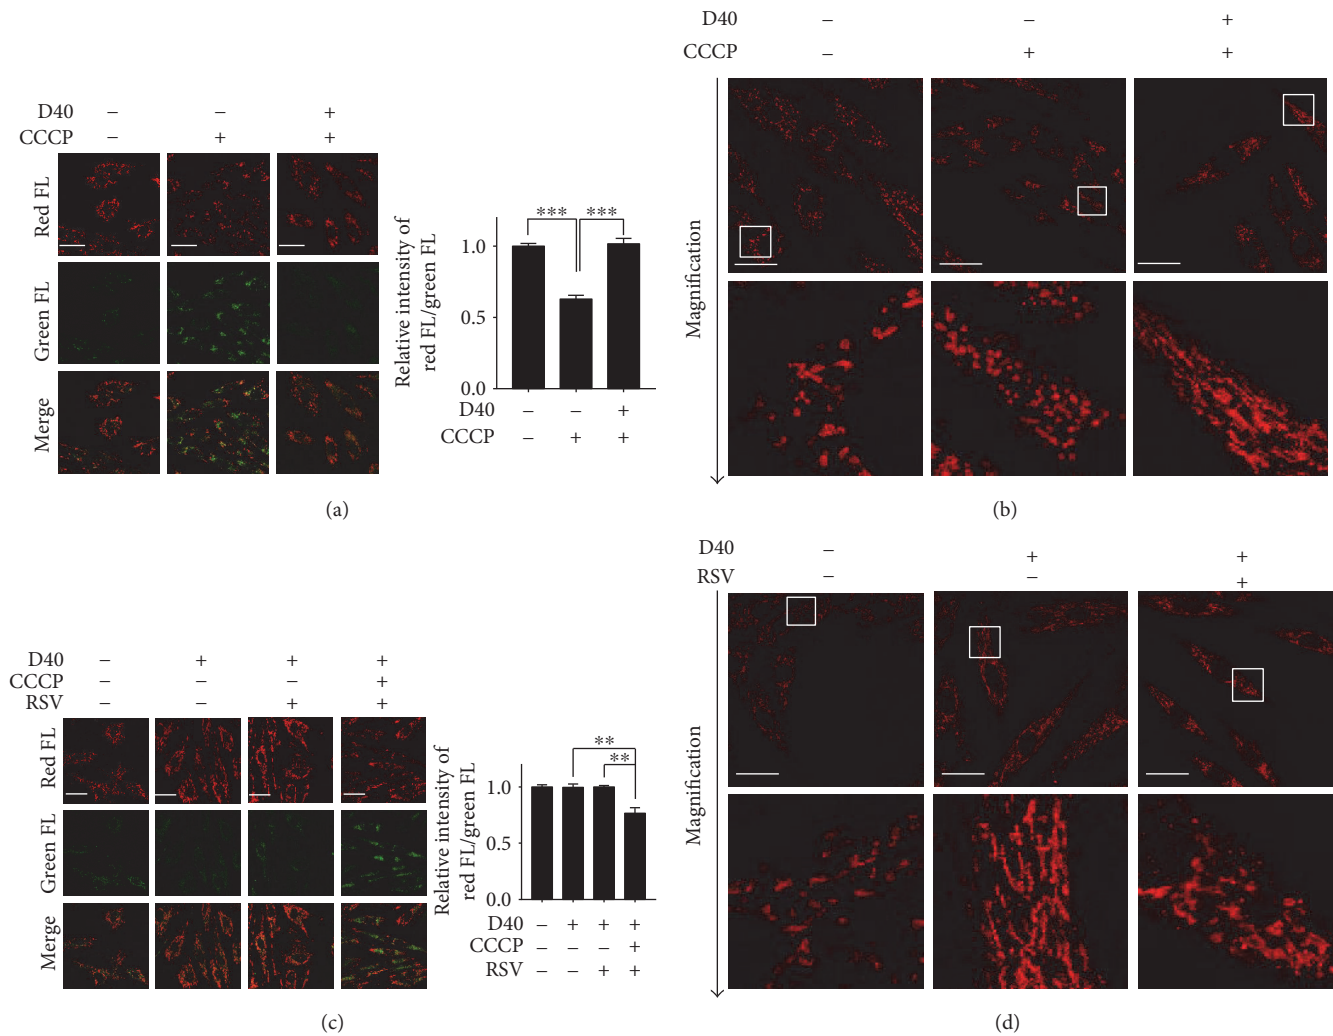 D40 – – +
CCCP – + +
Red FL
Green FL
Merge
Relative intensity of
red FL/green FL
*** ***
1.0
0.5
0.0
D40 – – +
CCCP – + +
(a)
D40 – – +
CCCP – + +
Magnification
(b)
D40 – + + +
CCCP – – – +
RSV – – + +
Red FL
Green FL
Merge
Relative intensity of
red FL/green FL
**
**
1.0
0.5
0.0
D40 – + + +
CCCP – – – +
RSV – – + +
(c)
D40 – + +
RSV – – +
Magnification
(d)